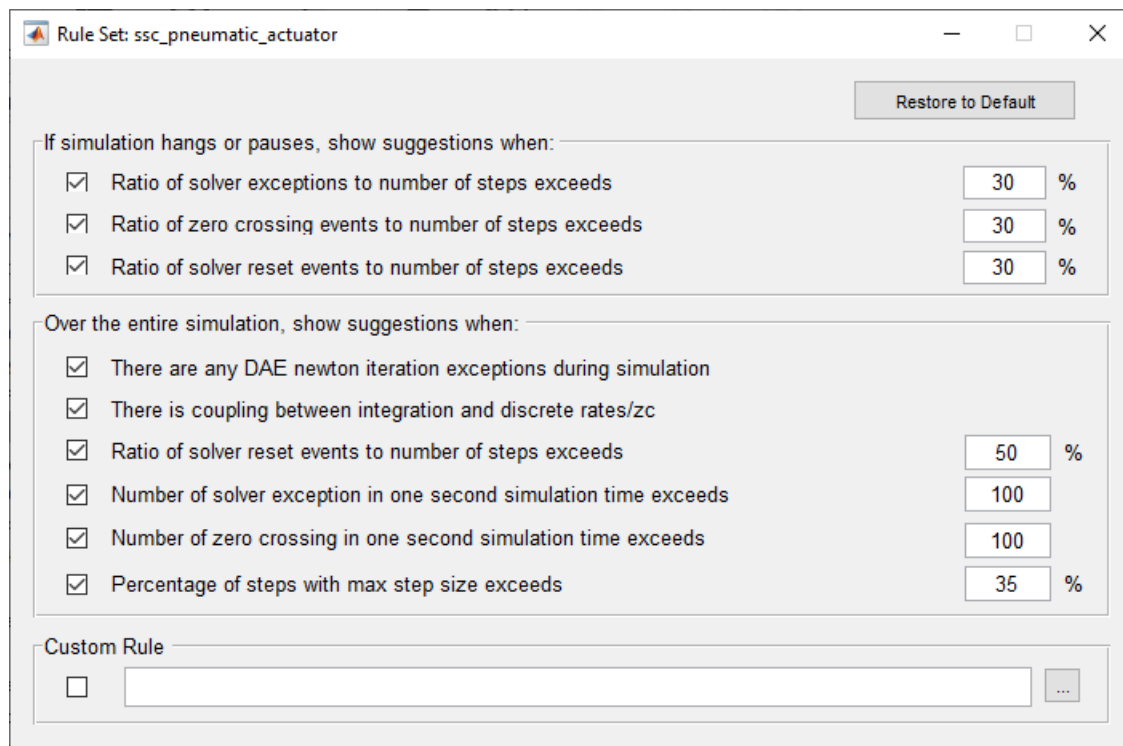 Rule Set: ssc_pneumatic_actuator
Restore to Default
If simulation hangs or pauses, show suggestions when:
Ratio of solver exceptions to number of steps exceeds 30 %
Ratio of zero crossing events to number of steps exceeds 30 %
Ratio of solver reset events to number of steps exceeds 30 %
Over the entire simulation, show suggestions when:
There are any DAE newton iteration exceptions during simulation
There is coupling between integration and discrete rates/zc
Ratio of solver reset events to number of steps exceeds 50 %
Number of solver exception in one second simulation time exceeds 100
Number of zero crossing in one second simulation time exceeds 100
Percentage of steps with max step size exceeds 35 %
Custom Rule
...